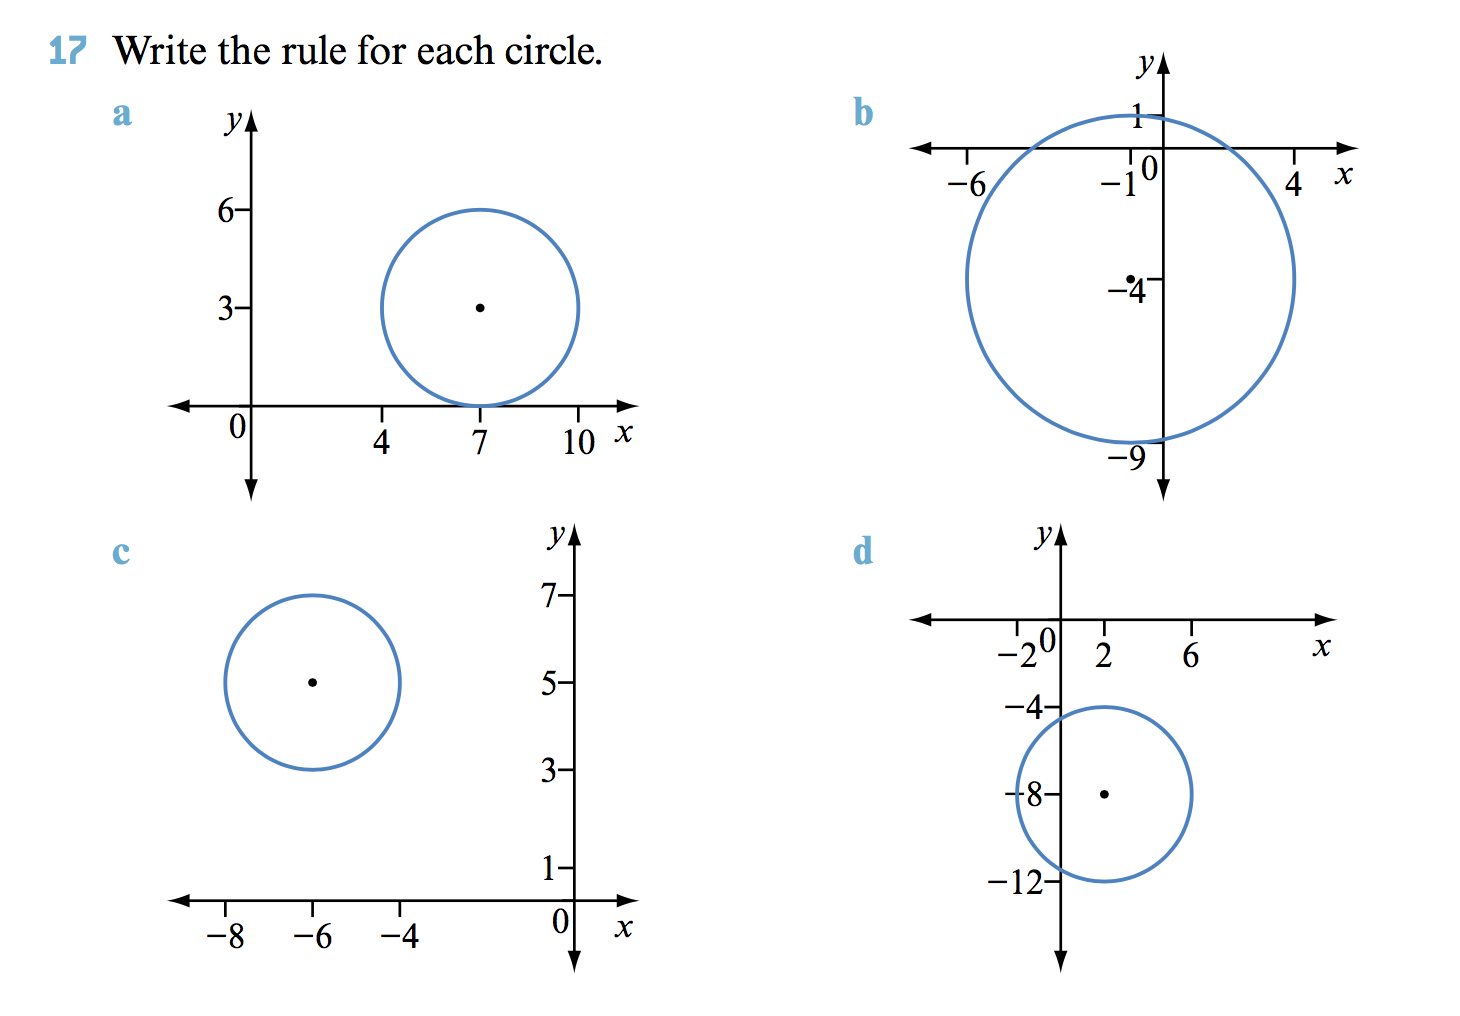 17 Write the rule for each circle.
a
y
6
3
0
4 7 10 x
b
y
1
−6 −1 0 4 x
−4
−9
c
y
7
5
3
1
−8 −6 −4 0 x
d
y
−2 0 2 6 x
−4
−8
−12